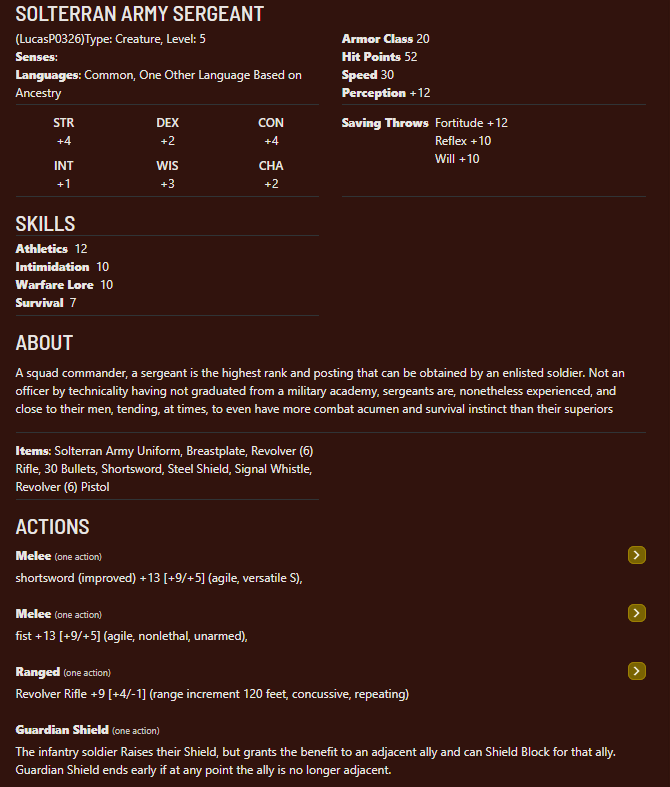 SOLTERRAN ARMY SERGEANT
(LucasP0326)Type: Creature, Level: 5
Senses:
Languages: Common, One Other Language Based on
Ancestry
Armor Class 20
Hit Points 52
Speed 30
Perception +12
STR DEX CON
+4 +2 +4
INT WIS CHA
+1 +3 +2
Saving Throws Fortitude +12
Reflex +10
Will +10
SKILLS
Athletics 12
Intimidation 10
Warfare Lore 10
Survival 7
ABOUT
A squad commander, a sergeant is the highest rank and posting that can be obtained by an enlisted soldier. Not an
officer by technicality having not graduated from a military academy, sergeants are, nonetheless experienced, and
close to their men, tending, at times, to even have more combat acumen and survival instinct than their superiors
Items: Solterran Army Uniform, Breastplate, Revolver (6)
Rifle, 30 Bullets, Shortsword, Steel Shield, Signal Whistle,
Revolver (6) Pistol
ACTIONS
Melee (one action)
shortsword (improved) +13 [+9/+5] (agile, versatile S),
Melee (one action)
fist +13 [+9/+5] (agile, nonlethal, unarmed),
Ranged (one action)
Revolver Rifle +9 [+4/-1] (range increment 120 feet, concussive, repeating)
Guardian Shield (one action)
The infantry soldier Raises their Shield, but grants the benefit to an adjacent ally and can Shield Block for that ally.
Guardian Shield ends early if at any point the ally is no longer adjacent.